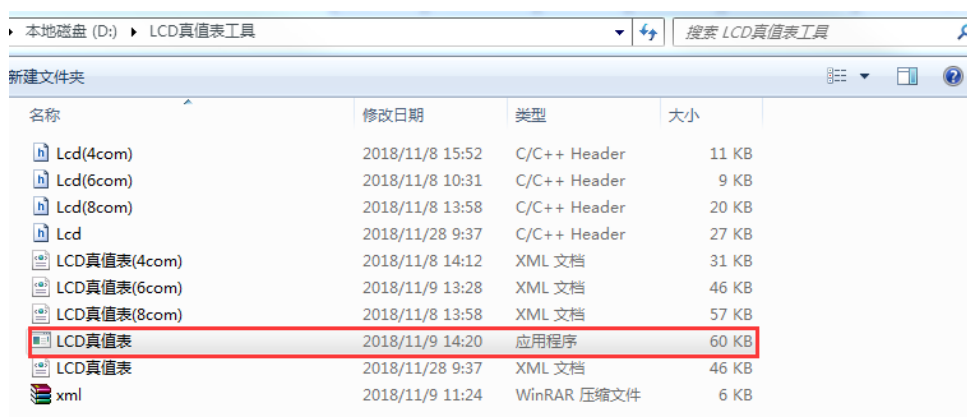 本地磁盘 (D:) LCD真值表工具 搜索 LCD真值表工具
新建文件夹
名称 修改日期 类型 大小
Lcd(4com) 2018/11/8 15:52 C/C++ Header 11 KB
Lcd(6com) 2018/11/8 10:31 C/C++ Header 9 KB
Lcd(8com) 2018/11/8 13:58 C/C++ Header 20 KB
Lcd 2018/11/28 9:37 C/C++ Header 27 KB
LCD真值表(4com) 2018/11/8 14:12 XML 文档 31 KB
LCD真值表(6com) 2018/11/9 13:28 XML 文档 46 KB
LCD真值表(8com) 2018/11/8 13:58 XML 文档 57 KB
LCD真值表 2018/11/9 14:20 应用程序 60 KB
LCD真值表 2018/11/28 9:37 XML 文档 46 KB
xml 2018/11/9 11:24 WinRAR 压缩文件 6 KB